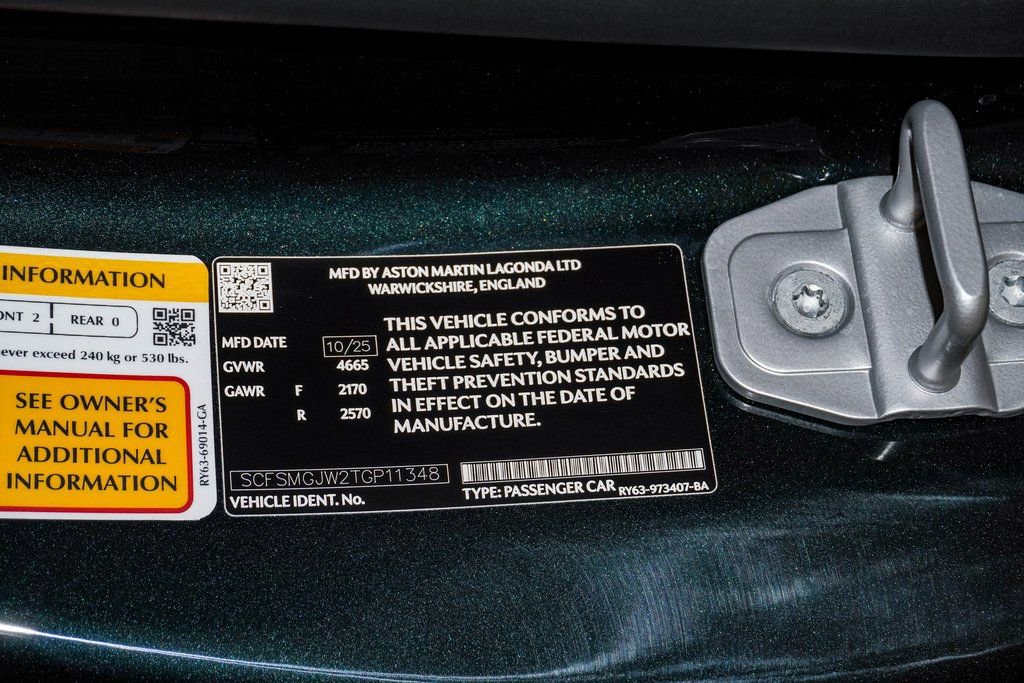 INFORMATION
ONT 2 REAR 0
ever exceed 240 kg or 530 lbs.
SEE OWNER'S
MANUAL FOR
ADDITIONAL
INFORMATION
RY63-69014-GA
MFD BY ASTON MARTIN LAGONDA LTD
WARWICKSHIRE, ENGLAND
THIS VEHICLE CONFORMS TO
ALL APPLICABLE FEDERAL MOTOR
VEHICLE SAFETY, BUMPER AND
THEFT PREVENTION STANDARDS
IN EFFECT ON THE DATE OF
MANUFACTURE.
MFD DATE 10/25
GVWR 4665
GAWR F 2170
R 2570
SCFSMGJW2TGP11348
VEHICLE IDENT. No.
TYPE: PASSENGER CAR
RY63-973407-BA